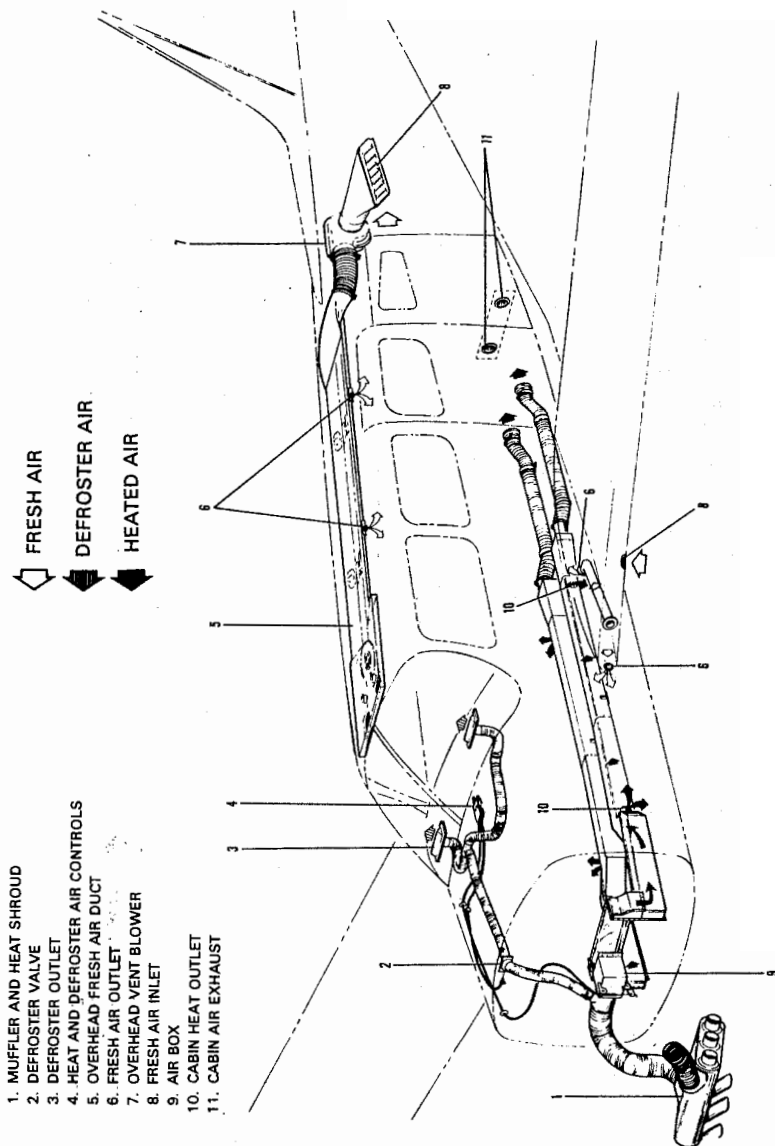 1. MUFFLER AND HEAT SHROUD
2. DEFROSTER VALVE
3. DEFROSTER OUTLET
4. HEAT AND DEFROSTER AIR CONTROLS
5. OVERHEAD FRESH AIR DUCT
6. FRESH AIR OUTLET
7. OVERHEAD VENT BLOWER
8. FRESH AIR INLET
9. AIR BOX
10. CABIN HEAT OUTLET
11. CABIN AIR EXHAUST
FRESH AIR
DEFROSTER AIR
HEATED AIR
1
2
3
4
5
6
7
8
9
10
10
6
6
8
11